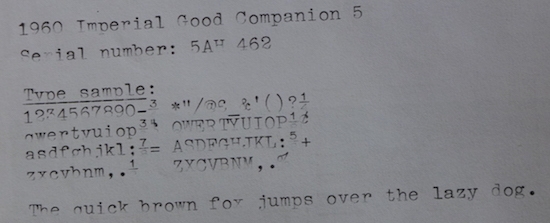 1960 Imperial Good Companion 5
Serial number: 5AH 462
Type sample:
1234567890-¾ *"/@£ &'()?½
qwertyuiop¾ QWERTYUIOP½
asdfghjkl:⅞= ASDFGHJKL:⅝+
zxcvbnm,.¼ ZXCVBNM,.
The quick brown fox jumps over the lazy dog.